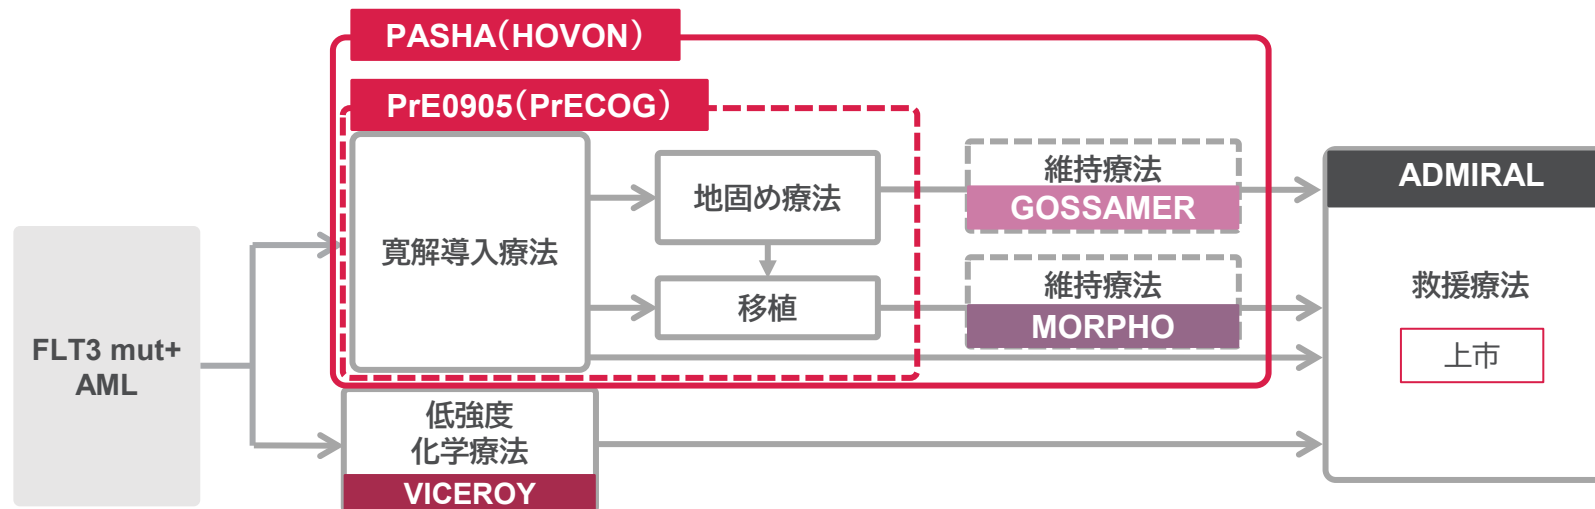 PASHA（HOVON）
PrE0905（PrECOG）
FLT3 mut+
AML
寛解導入療法
地固め療法
移植
維持療法
GOSSAMER
維持療法
MORPHO
低強度
化学療法
VICEROY
ADMIRAL
救援療法
上市